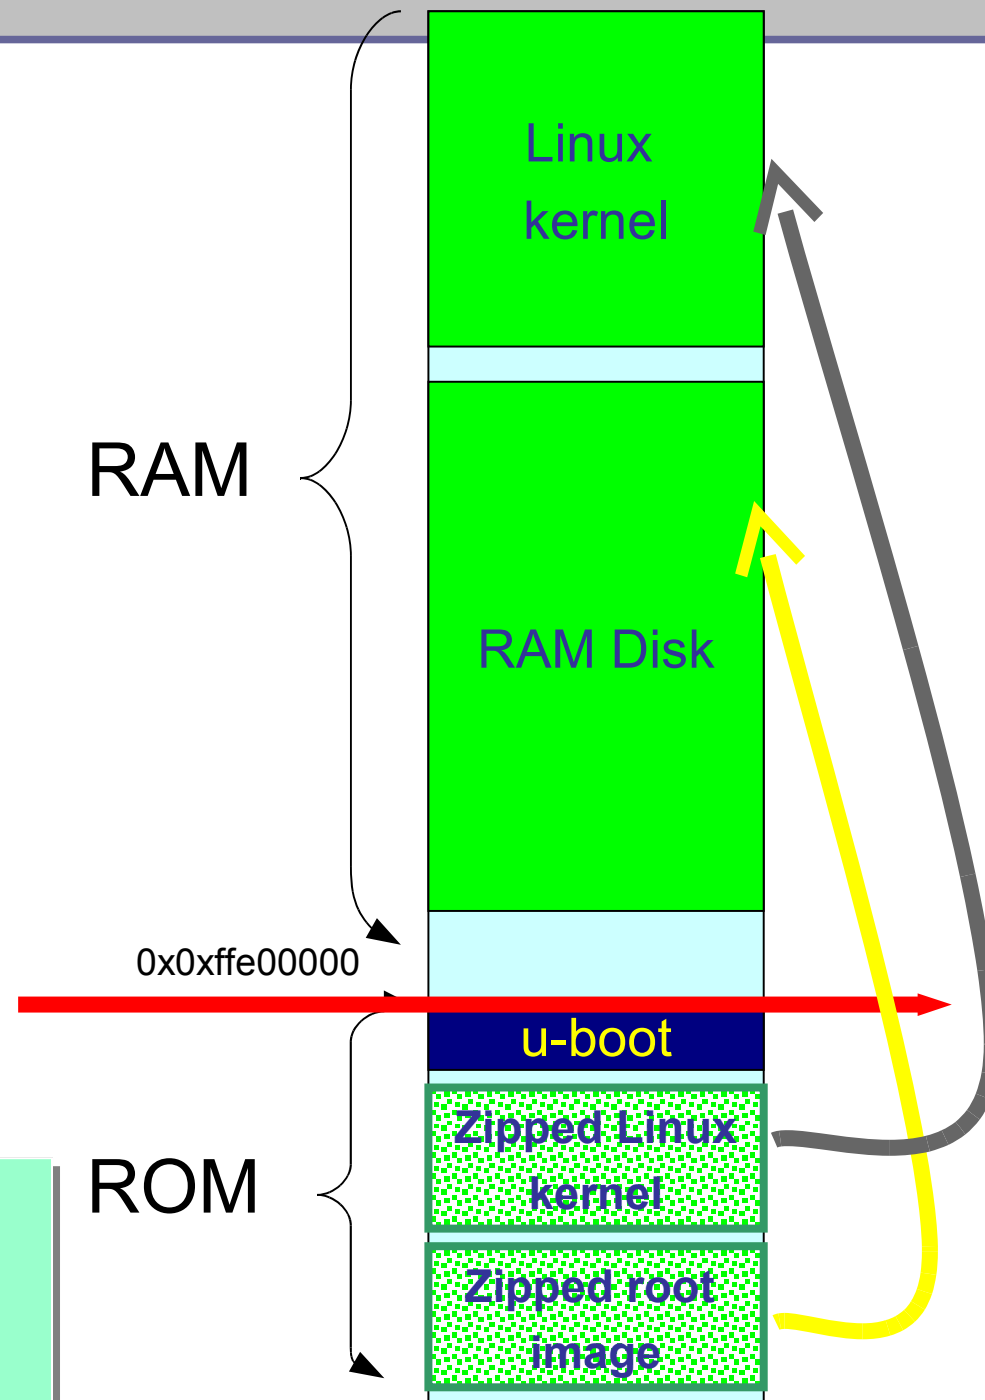 Linux
kernel
RAM
RAM Disk
0x0xffe00000
u-boot
Zipped Linux
kernel
ROM
Zipped root
image